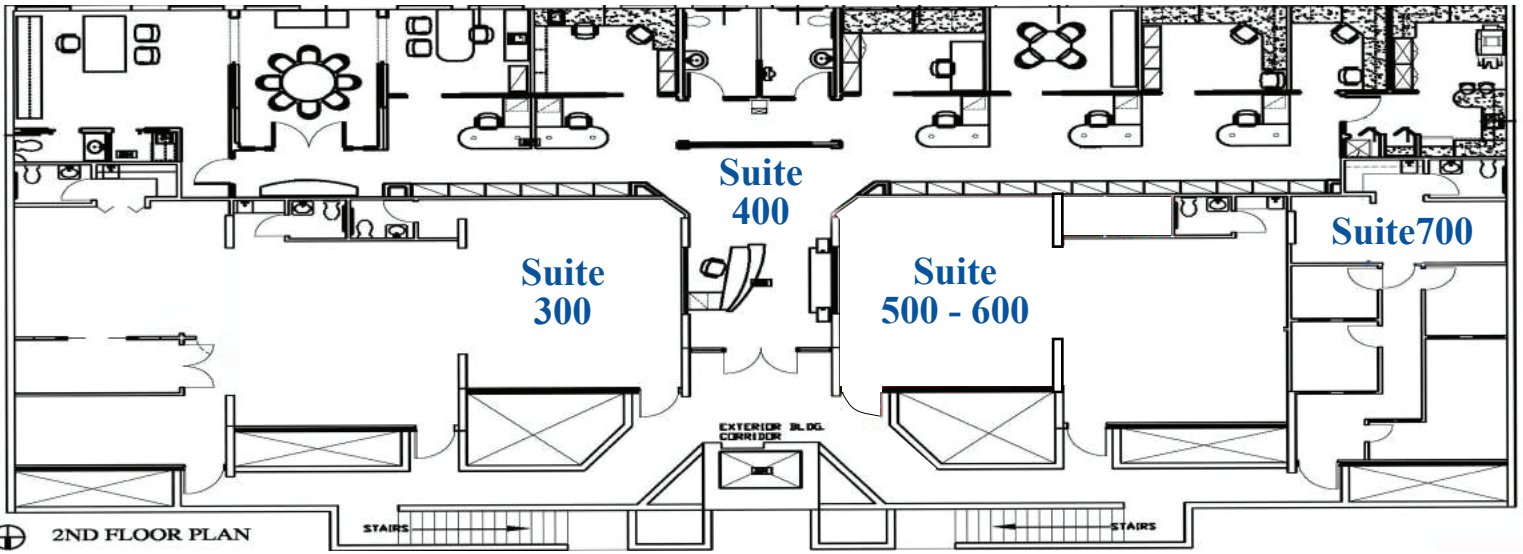 Suite
400
Suite700
Suite
300
Suite
500 - 600
EXTERIOR BLDG.
CORRIDOR
STAIRS
STAIRS
2ND FLOOR PLAN